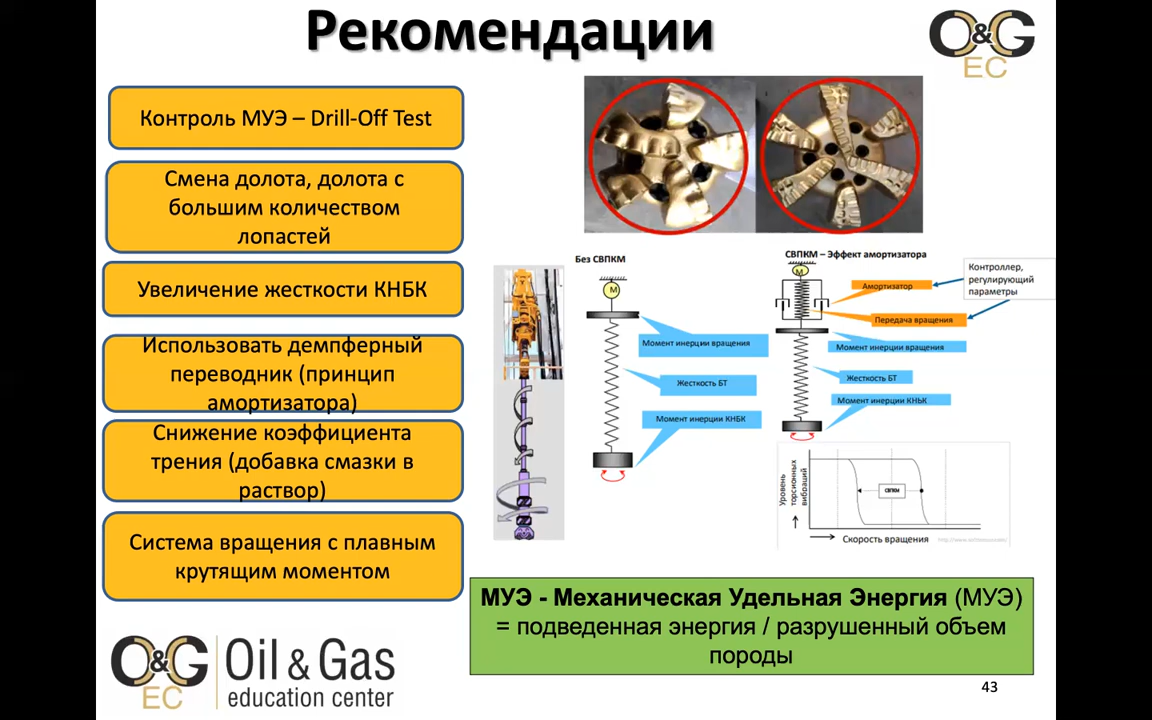 Рекомендации
O&G
EC
Контроль МУЭ – Drill-Off Test
Смена долота, долота с
большим количеством
лопастей
Увеличение жесткости КНБК
Использовать демпферный
переводник (принцип
амортизатора)
Снижение коэффициента
трения (добавка смазки в
раствор)
Система вращения с плавным
крутящим моментом
Без СВПКМ
М
Момент инерции вращения
Жесткость БТ
Момент инерции КНБК
СВПКМ – Эффект амортизатора
М
Контроллер,
регулирующий
параметры
Амортизатор
Передача вращения
Момент инерции вращения
Жесткость БТ
Момент инерции КНБК
Уровень
торсионных
вибраций
СВПКМ
Скорость вращения
МУЭ - Механическая Удельная Энергия (МУЭ)
= подведенная энергия / разрушенный объем
породы
O&G
EC
Oil & Gas
education center
43